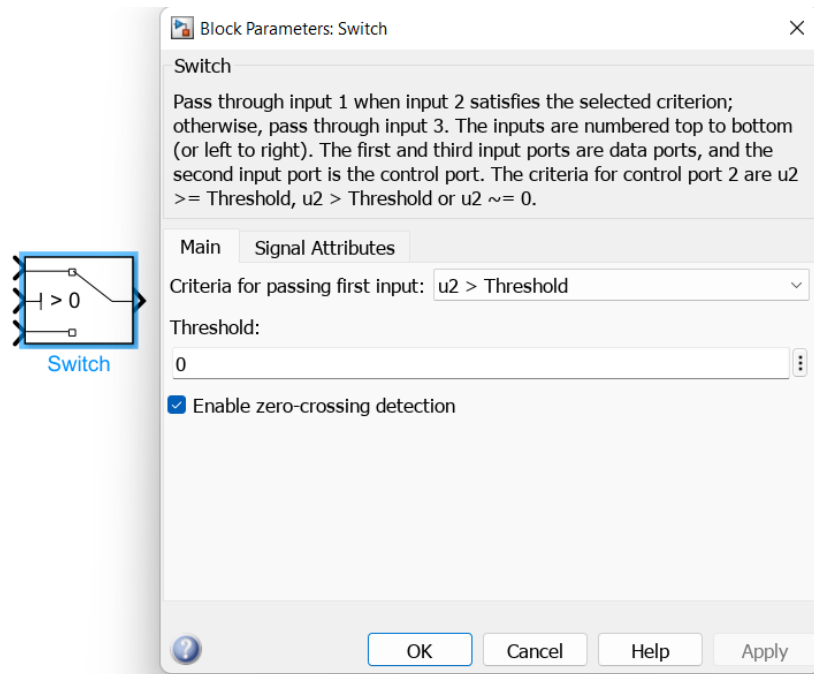 Block Parameters: Switch
Switch
Pass through input 1 when input 2 satisfies the selected criterion;
otherwise, pass through input 3. The inputs are numbered top to bottom
(or left to right). The first and third input ports are data ports, and the
second input port is the control port. The criteria for control port 2 are u2
>= Threshold, u2 > Threshold or u2 ~= 0.
Main Signal Attributes
Criteria for passing first input: u2 > Threshold
Threshold:
0
Enable zero-crossing detection
> 0
Switch
OK Cancel Help Apply